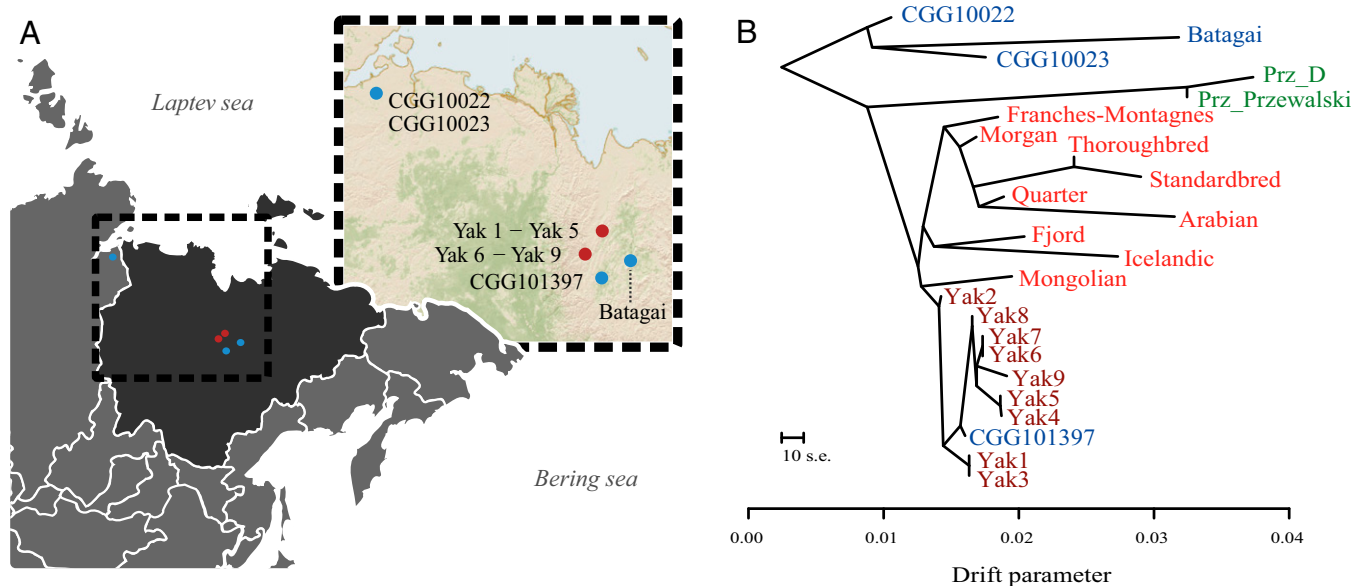 A
Laptev sea
CGG10022
CGG10023
Yak 1 – Yak 5
Yak 6 – Yak 9
CGG101397
Batagai
Bering sea
B
CGG10022
Batagai
CGG10023
Prz_D
Prz_Przewalski
Franches-Montagnes
Morgan
Thoroughbred
Standardbred
Quarter
Arabian
Fjord
Icelandic
Mongolian
Yak2
Yak8
Yak7
Yak6
Yak9
Yak5
Yak4
CGG101397
Yak1
Yak3
10 s.e.
0.00 0.01 0.02 0.03 0.04
Drift parameter